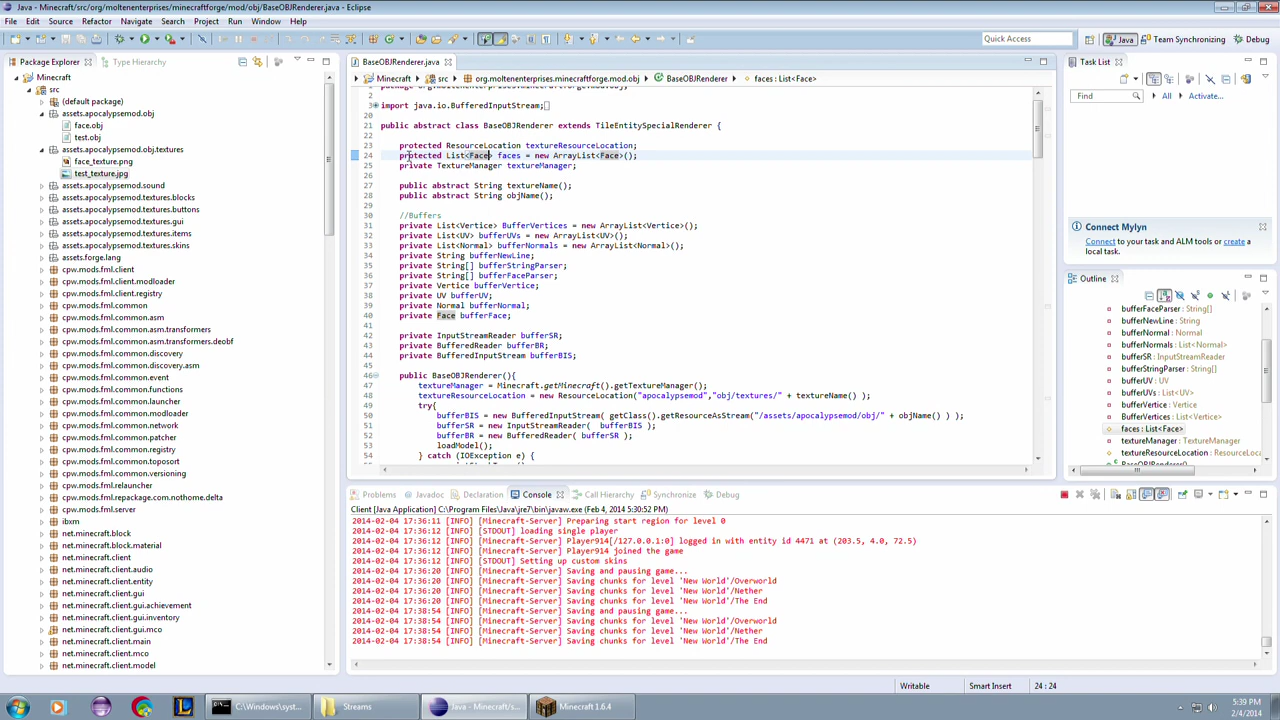 Java - Minecraft/src/org/moltenenterprises/minecraftforge/mod/obj/BaseOBJRenderer.java - Eclipse
File Edit Source Refactor Navigate Search Project Run Window Help
Quick Access
Java
Team Synchronizing
Debug
Package Explorer
Type Hierarchy
Minecraft
src
(default package)
assets.apocalypsemod.obj
face.obj
test.obj
assets.apocalypsemod.obj.textures
face_texture.png
test_texture.jpg
assets.apocalypsemod.sound
assets.apocalypsemod.textures.blocks
assets.apocalypsemod.textures.buttons
assets.apocalypsemod.textures.gui
assets.apocalypsemod.textures.items
assets.apocalypsemod.textures.skins
assets.forge.lang
cpw.mods.fml.client
cpw.mods.fml.client.modloader
cpw.mods.fml.client.registry
cpw.mods.fml.common
cpw.mods.fml.common.asm
cpw.mods.fml.common.asm.transformers
cpw.mods.fml.common.asm.transformers.deobf
cpw.mods.fml.common.discovery
cpw.mods.fml.common.discovery.asm
cpw.mods.fml.common.event
cpw.mods.fml.common.functions
cpw.mods.fml.common.launcher
cpw.mods.fml.common.modloader
cpw.mods.fml.common.network
cpw.mods.fml.common.patcher
cpw.mods.fml.common.registry
cpw.mods.fml.common.toposort
cpw.mods.fml.common.versioning
cpw.mods.fml.relauncher
cpw.mods.fml.repackage.com.nothome.delta
cpw.mods.fml.server
ibxm
net.minecraft.block
net.minecraft.block.material
net.minecraft.client
net.minecraft.client.audio
net.minecraft.client.entity
net.minecraft.client.gui
net.minecraft.client.gui.achievement
net.minecraft.client.gui.inventory
net.minecraft.client.gui.mco
net.minecraft.client.main
net.minecraft.client.mco
net.minecraft.client.model
BaseOBJRenderer.java
Minecraft src org.moltenenterprises.minecraftforge.mod.obj BaseOBJRenderer faces : List<Face>
1 package org.moltenenterprises.minecraftforge.mod.obj;
2
3 import java.io.BufferedInputStream;
20
21 public abstract class BaseOBJRenderer extends TileEntitySpecialRenderer {
22
23 protected ResourceLocation textureResourceLocation;
24 protected List<Face> faces = new ArrayList<Face>();
25 private TextureManager textureManager;
26
27 public abstract String textureName();
28 public abstract String objName();
29
30 //Buffers
31 private List<Vertice> BufferVertices = new ArrayList<Vertice>();
32 private List<UV> bufferUVs = new ArrayList<UV>();
33 private List<Normal> bufferNormals = new ArrayList<Normal>();
34 private String bufferNewLine;
35 private String[] bufferStringParser;
36 private String[] bufferFaceParser;
37 private Vertice bufferVertice;
38 private UV bufferUV;
39 private Normal bufferNormal;
40 private Face bufferFace;
41
42 private InputStreamReader bufferSR;
43 private BufferedReader bufferBR;
44 private BufferedInputStream bufferBIS;
45
46 public BaseOBJRenderer(){
47 textureManager = Minecraft.getMinecraft().getTextureManager();
48 textureResourceLocation = new ResourceLocation("apocalypsemod","obj/textures/" + textureName() );
49 try{
50 bufferBIS = new BufferedInputStream( getClass().getResourceAsStream("/assets/apocalypsemod/obj/" + objName() ) );
51 bufferSR = new InputStreamReader( bufferBIS );
52 bufferBR = new BufferedReader( bufferSR );
53 loadModel();
54 } catch (IOException e) {
Task List
Find All Activate...
Connect Mylyn
Connect to your task and ALM tools or create a local task.
Outline
bufferFaceParser : String[]
bufferNewLine : String
bufferNormal : Normal
bufferNormals : List<Normal>
bufferSR : InputStreamReader
bufferStringParser : String[]
bufferUV : UV
bufferUVs : List<UV>
bufferVertice : Vertice
BufferVertices : List<Vertice>
faces : List<Face>
textureManager : TextureManager
textureResourceLocation : ResourceLo
Problems Javadoc Declaration Console Call Hierarchy Synchronize Debug
Client [Java Application] C:\Program Files\Java\jre7\bin\javaw.exe (Feb 4, 2014 5:30:52 PM)
2014-02-04 17:36:11 [INFO] [Minecraft-Server] Preparing start region for level 0
2014-02-04 17:36:12 [INFO] [STDOUT] loading single player
2014-02-04 17:36:12 [INFO] [Minecraft-Server] Player914[/127.0.0.1:0] logged in with entity id 4471 at (203.5, 4.0, 72.5)
2014-02-04 17:36:12 [INFO] [Minecraft-Server] Player914 joined the game
2014-02-04 17:36:12 [INFO] [STDOUT] Setting up custom skins
2014-02-04 17:36:20 [INFO] [Minecraft-Server] Saving and pausing game...
2014-02-04 17:36:20 [INFO] [Minecraft-Server] Saving chunks for level 'New World'/Overworld
2014-02-04 17:36:20 [INFO] [Minecraft-Server] Saving chunks for level 'New World'/Nether
2014-02-04 17:36:20 [INFO] [Minecraft-Server] Saving chunks for level 'New World'/The End
2014-02-04 17:38:54 [INFO] [Minecraft-Server] Saving and pausing game...
2014-02-04 17:38:54 [INFO] [Minecraft-Server] Saving chunks for level 'New World'/Overworld
2014-02-04 17:38:54 [INFO] [Minecraft-Server] Saving chunks for level 'New World'/Nether
2014-02-04 17:38:54 [INFO] [Minecraft-Server] Saving chunks for level 'New World'/The End
Writable Smart Insert 24 : 24
C:\Windows\syst...
Streams
Java - Minecraft/s...
Minecraft 1.6.4
5:39 PM
2/4/2014